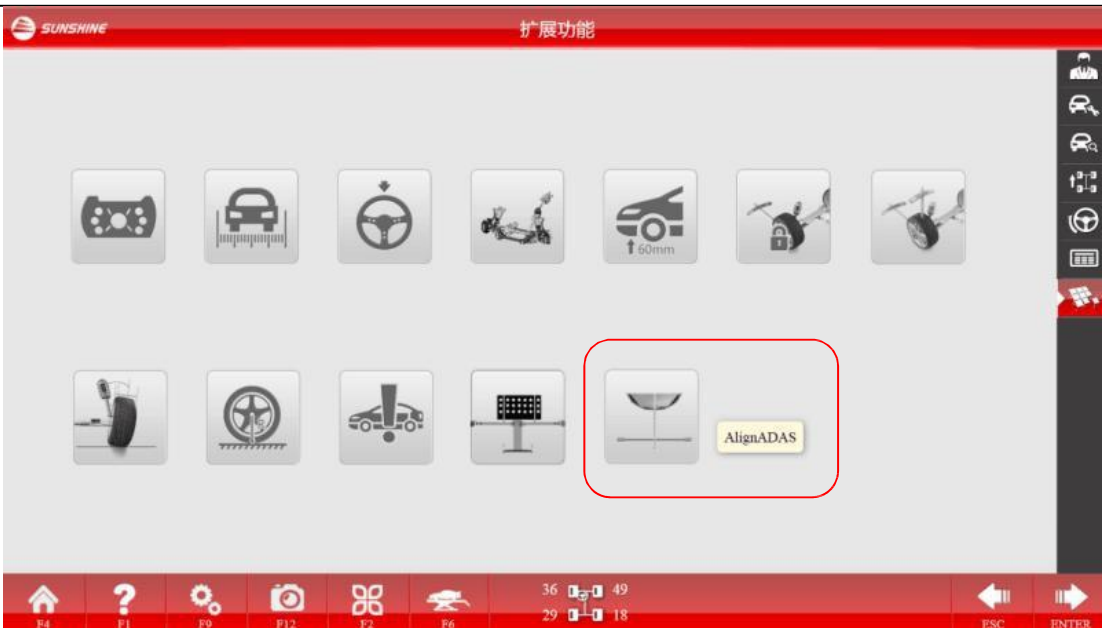 SUNSHINE
扩展功能
60mm
AlignADAS
36 49
29 18
F4 F1 F9 F12 F2 F6 ESC ENTER